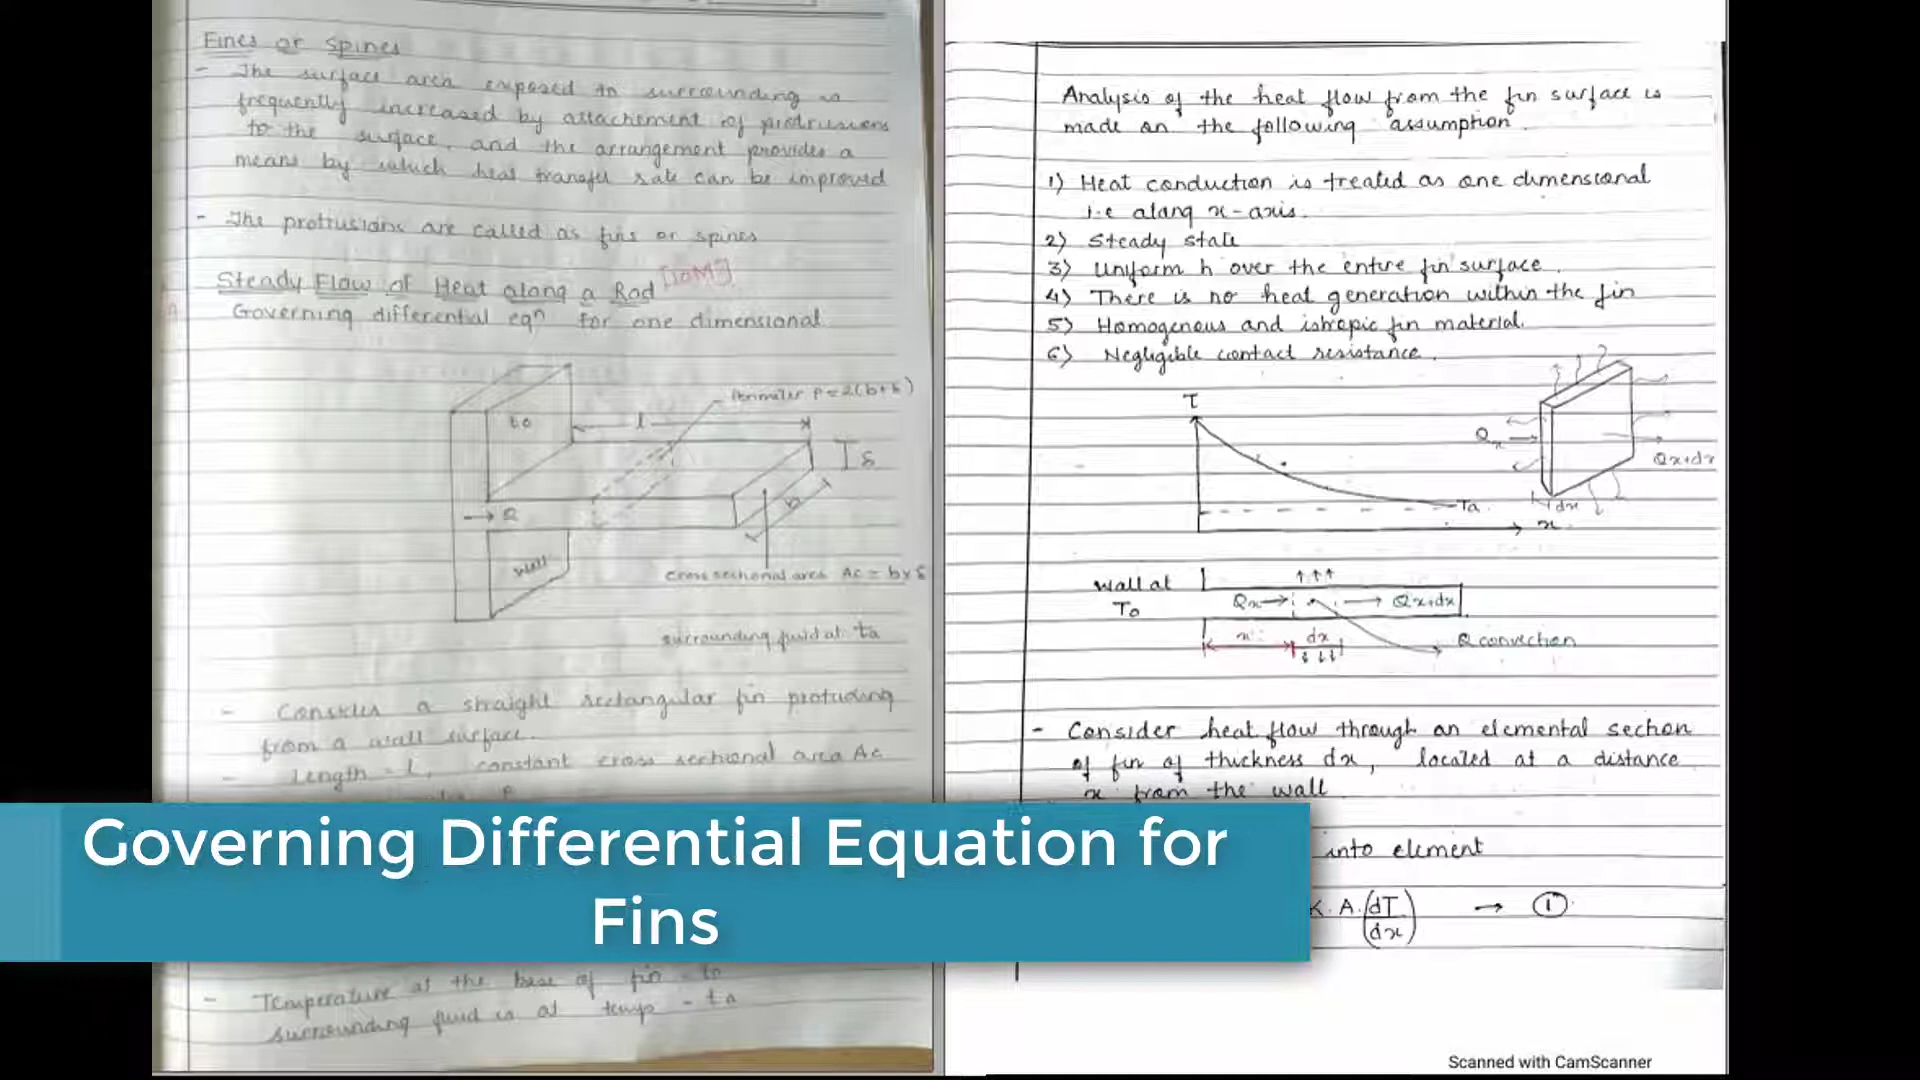 Fines or spines
- The surface area exposed to surrounding is
frequently increased by attachement of protrusions
to the surface, and the arrangement provides a
means by which heat transfer rate can be improved
- The protrusions are called as fins or spines
Steady Flow of Heat along a Rod [10M]
Governing differential eqn for one dimensional
Perimeter P=2(b+δ)
to
l
δ
b
→ Q
wall
cross sectional area Ac = b×δ
surrounding fluid at ta
- Consider a straight rectangular fin protuding
from a wall surface.
- Length = l, constant cross sectional area Ac
P
Governing Differential Equation for
Fins
- Temperature at the base of fin - to
surrounding fluid is at temp - ta
Analysis of the heat flow from the fin surface is
made on the following assumption.
1) Heat conduction is treated as one dimensional
i.e along x-axis.
2) Steady state
3) Uniform h over the entire fin surface.
4) There is no heat generation within the fin
5) Homogenous and isotropic fin material.
6) Negligible contact resistance.
T
Qx
Qx+dx
dx
Ta
x
wall at
To
Qx → → Qx+dx
x dx
Q convection
- Consider heat flow through an elemental section
of fin of thickness dx, located at a distance
x from the wall
into element
K. A. (dT/dx) → ①
Scanned with CamScanner